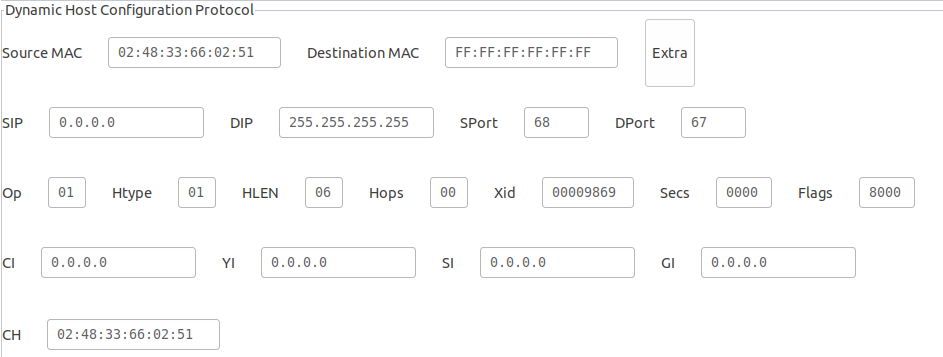 Dynamic Host Configuration Protocol
Source MAC 02:48:33:66:02:51 Destination MAC FF:FF:FF:FF:FF:FF Extra
SIP 0.0.0.0 DIP 255.255.255.255 SPort 68 DPort 67
Op 01 Htype 01 HLEN 06 Hops 00 Xid 00009869 Secs 0000 Flags 8000
CI 0.0.0.0 YI 0.0.0.0 SI 0.0.0.0 GI 0.0.0.0
CH 02:48:33:66:02:51